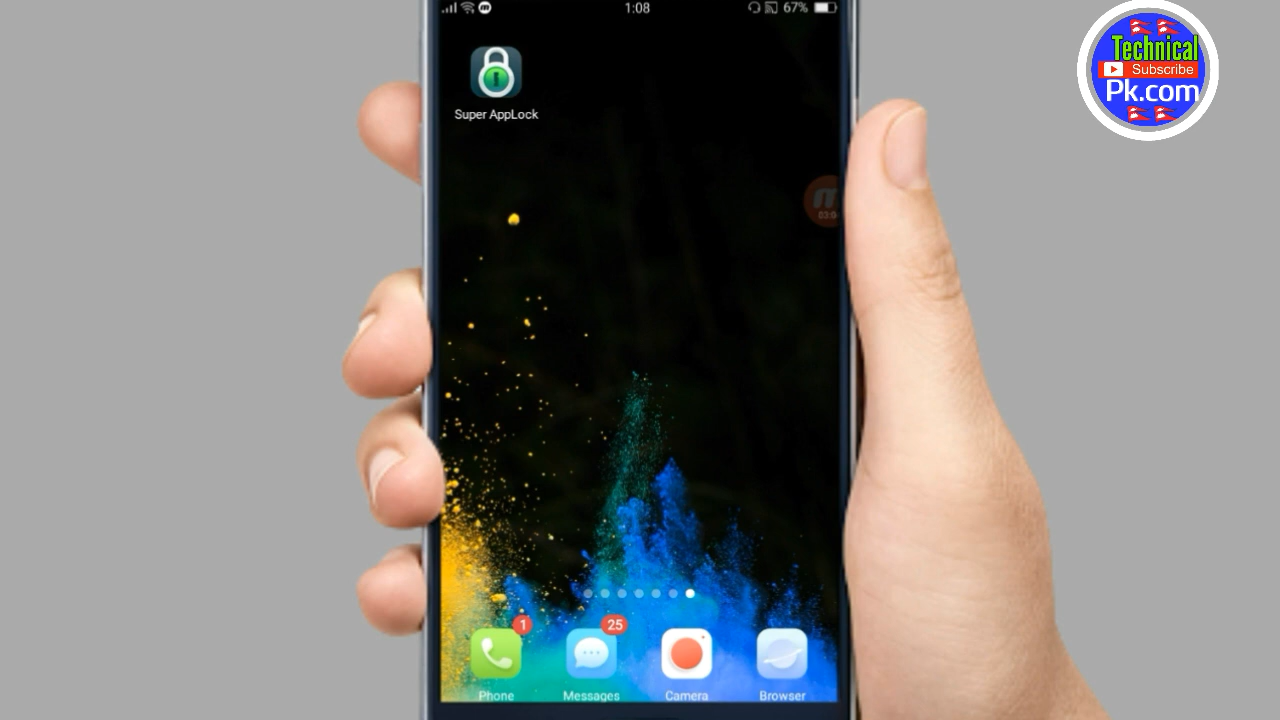 1:08
67%
Technical
Subscribe
Pk.com
Super AppLock
1
25
Phone
Messages
Camera
Browser